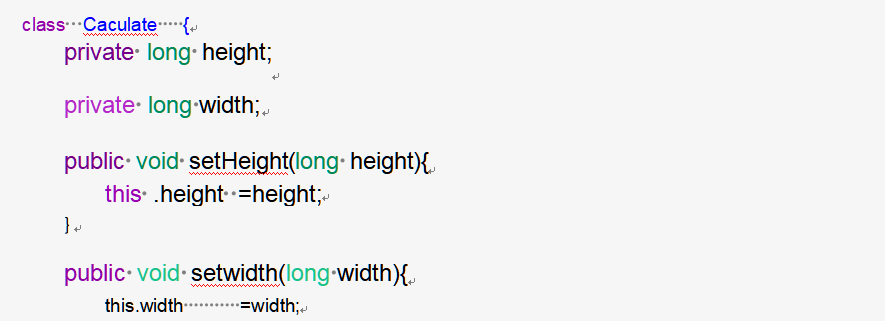 class   Caculate     {
private  long  height;
private  long width;
public  void  setHeight(long  height){
this  .height  =height;
}
public  void  setwidth(long width){
this.width           =width;